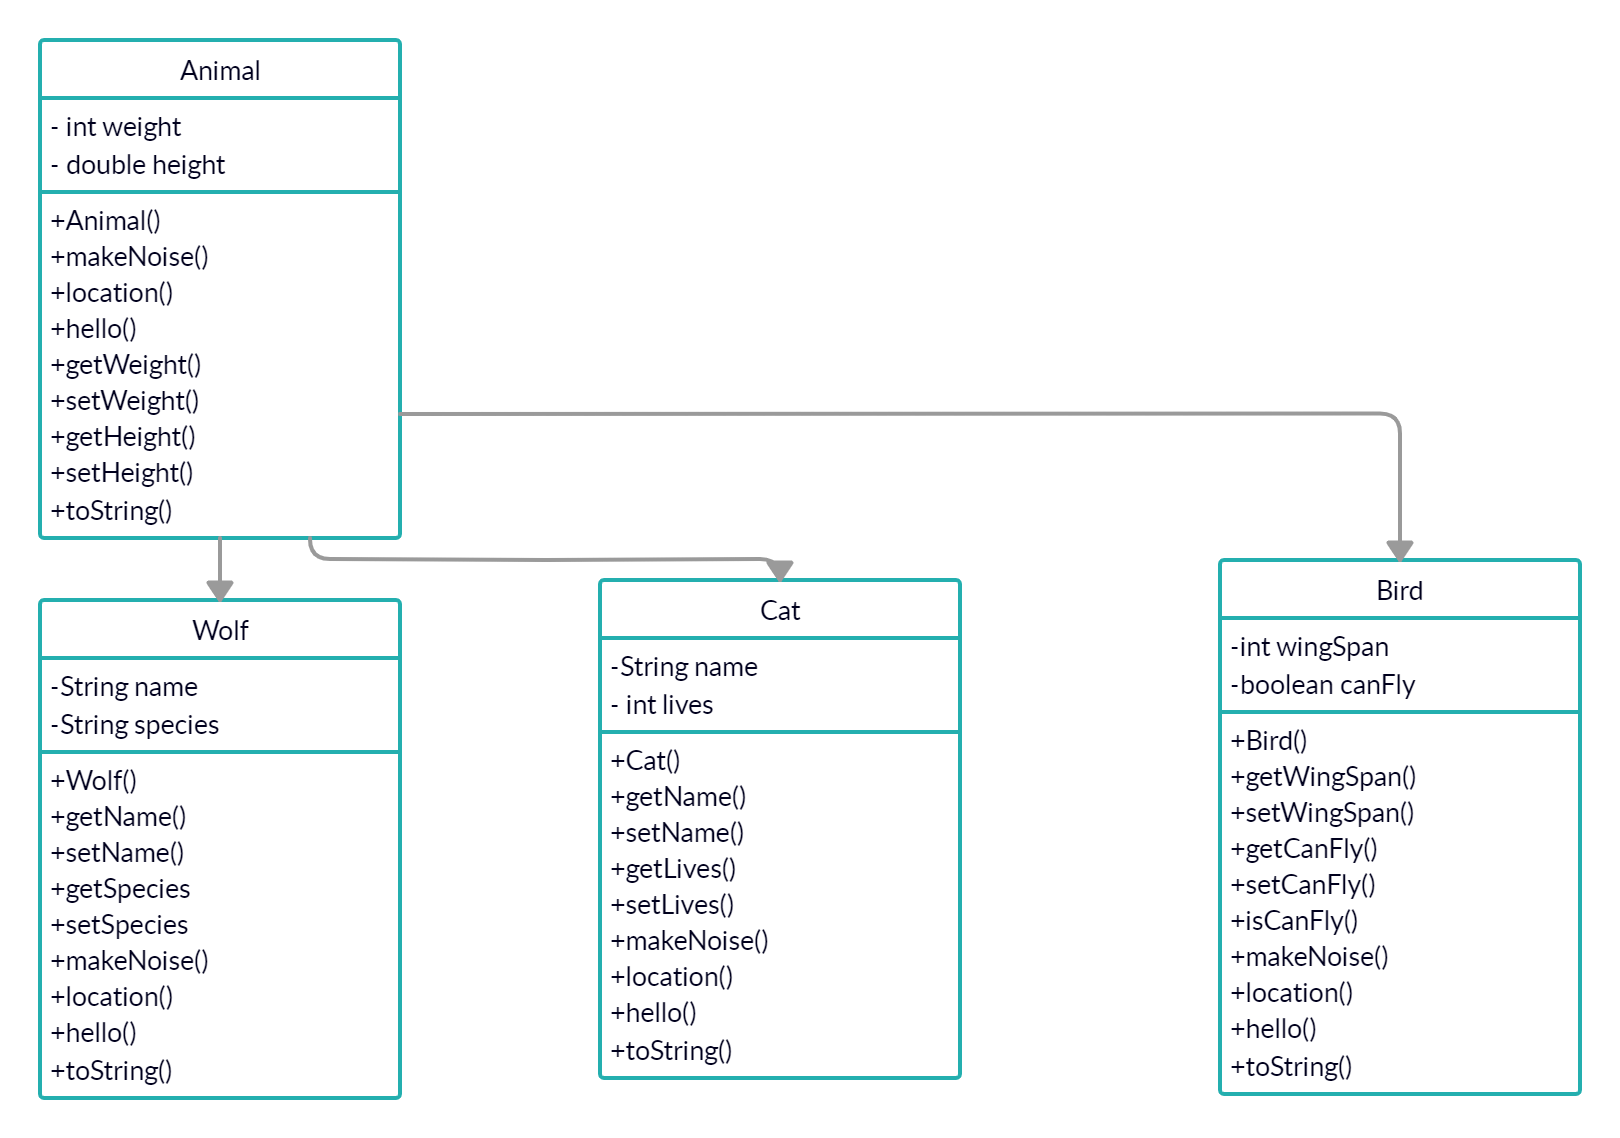 Animal
- int weight
- double height
+Animal()
+makeNoise()
+location()
+hello()
+getWeight()
+setWeight()
+getHeight()
+setHeight()
+toString()
Wolf
-String name
-String species
+Wolf()
+getName()
+setName()
+getSpecies
+setSpecies
+makeNoise()
+location()
+hello()
+toString()
Cat
-String name
- int lives
+Cat()
+getName()
+setName()
+getLives()
+setLives()
+makeNoise()
+location()
+hello()
+toString()
Bird
-int wingSpan
-boolean canFly
+Bird()
+getWingSpan()
+setWingSpan()
+getCanFly()
+setCanFly()
+isCanFly()
+makeNoise()
+location()
+hello()
+toString()